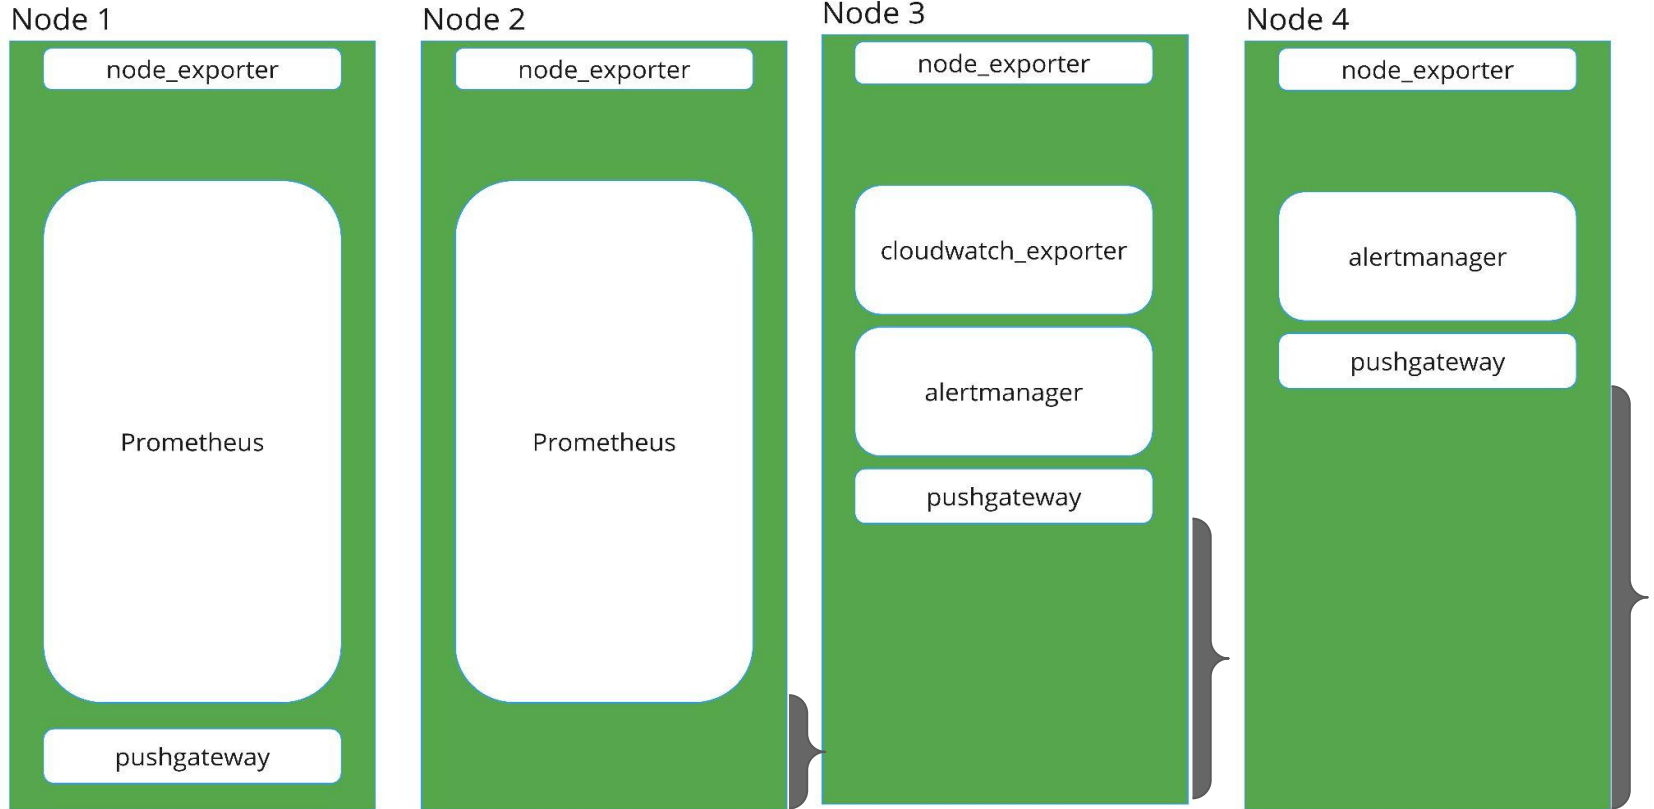 Node 1
node_exporter
Prometheus
pushgateway
Node 2
node_exporter
Prometheus
Node 3
node_exporter
cloudwatch_exporter
alertmanager
pushgateway
Node 4
node_exporter
alertmanager
pushgateway